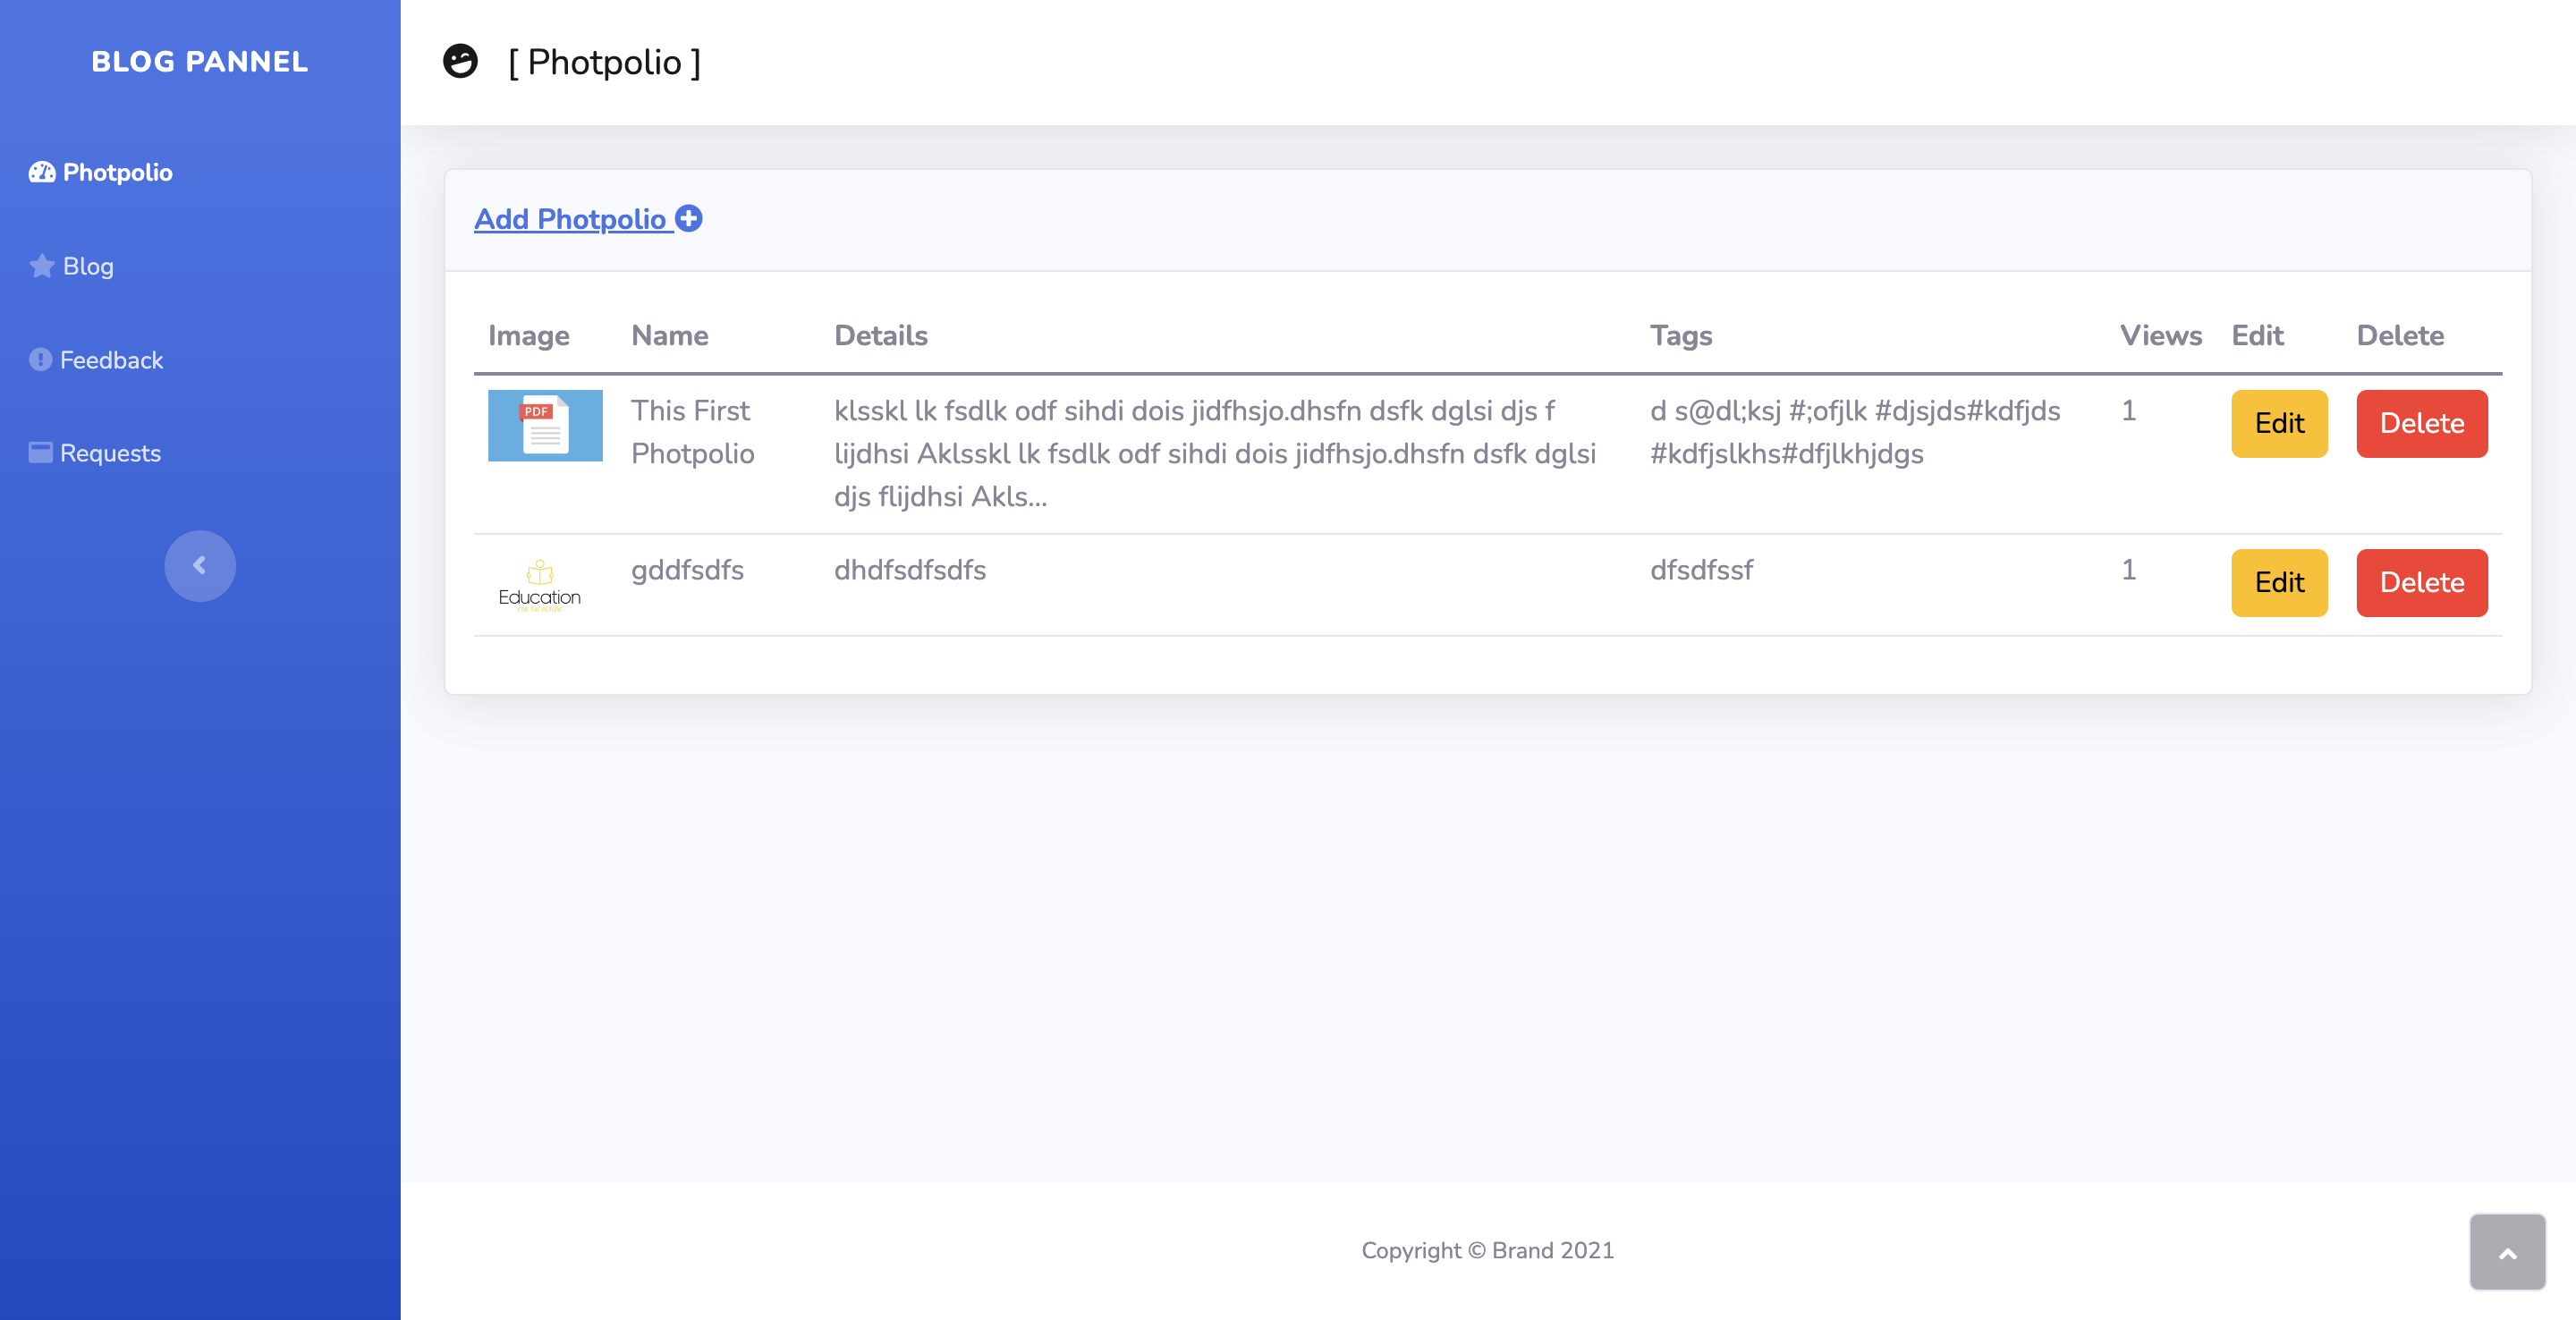 BLOG PANNEL
Photpolio
Blog
Feedback
Requests
[ Photpolio ]
Add Photpolio
Image Name Details Tags Views Edit Delete
PDF
This First
Photpolio
klsskl lk fsdlk odf sihdi dois jidfhsjo.dhsfn dsfk dglsi djs f
lijdhsi Aklsskl lk fsdlk odf sihdi dois jidfhsjo.dhsfn dsfk dglsi
djs flijdhsi Akls...
d s@dl;ksj #;ofjlk #djsjds#kdfjds
#kdfjslkhs#dfjlkhjdgs
1
Edit
Delete
Education
FOR THE FUTURE
gddfsdfs
dhdfsdfsdfs
dfsdfssf
1
Edit
Delete
Copyright © Brand 2021